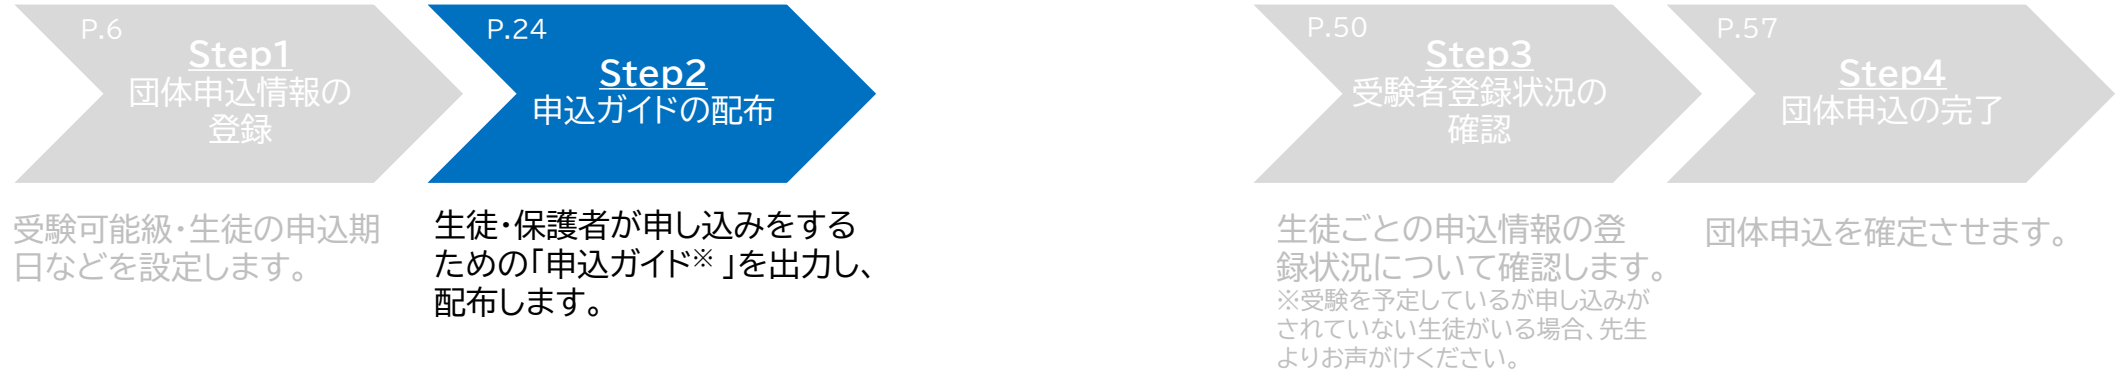 P.6
Step1
団体申込情報の
登録
P.24
Step2
申込ガイドの配布
P.50
Step3
受験者登録状況の
確認
P.57
Step4
団体申込の完了
受験可能級・生徒の申込期
日などを設定します。
生徒・保護者が申し込みをする
ための「申込ガイド※」を出力し、
配布します。
生徒ごとの申込情報の登
録状況について確認します。
※受験を予定しているが申し込みが
されていない生徒がいる場合、先生
よりお声がけください。
団体申込を確定させます。